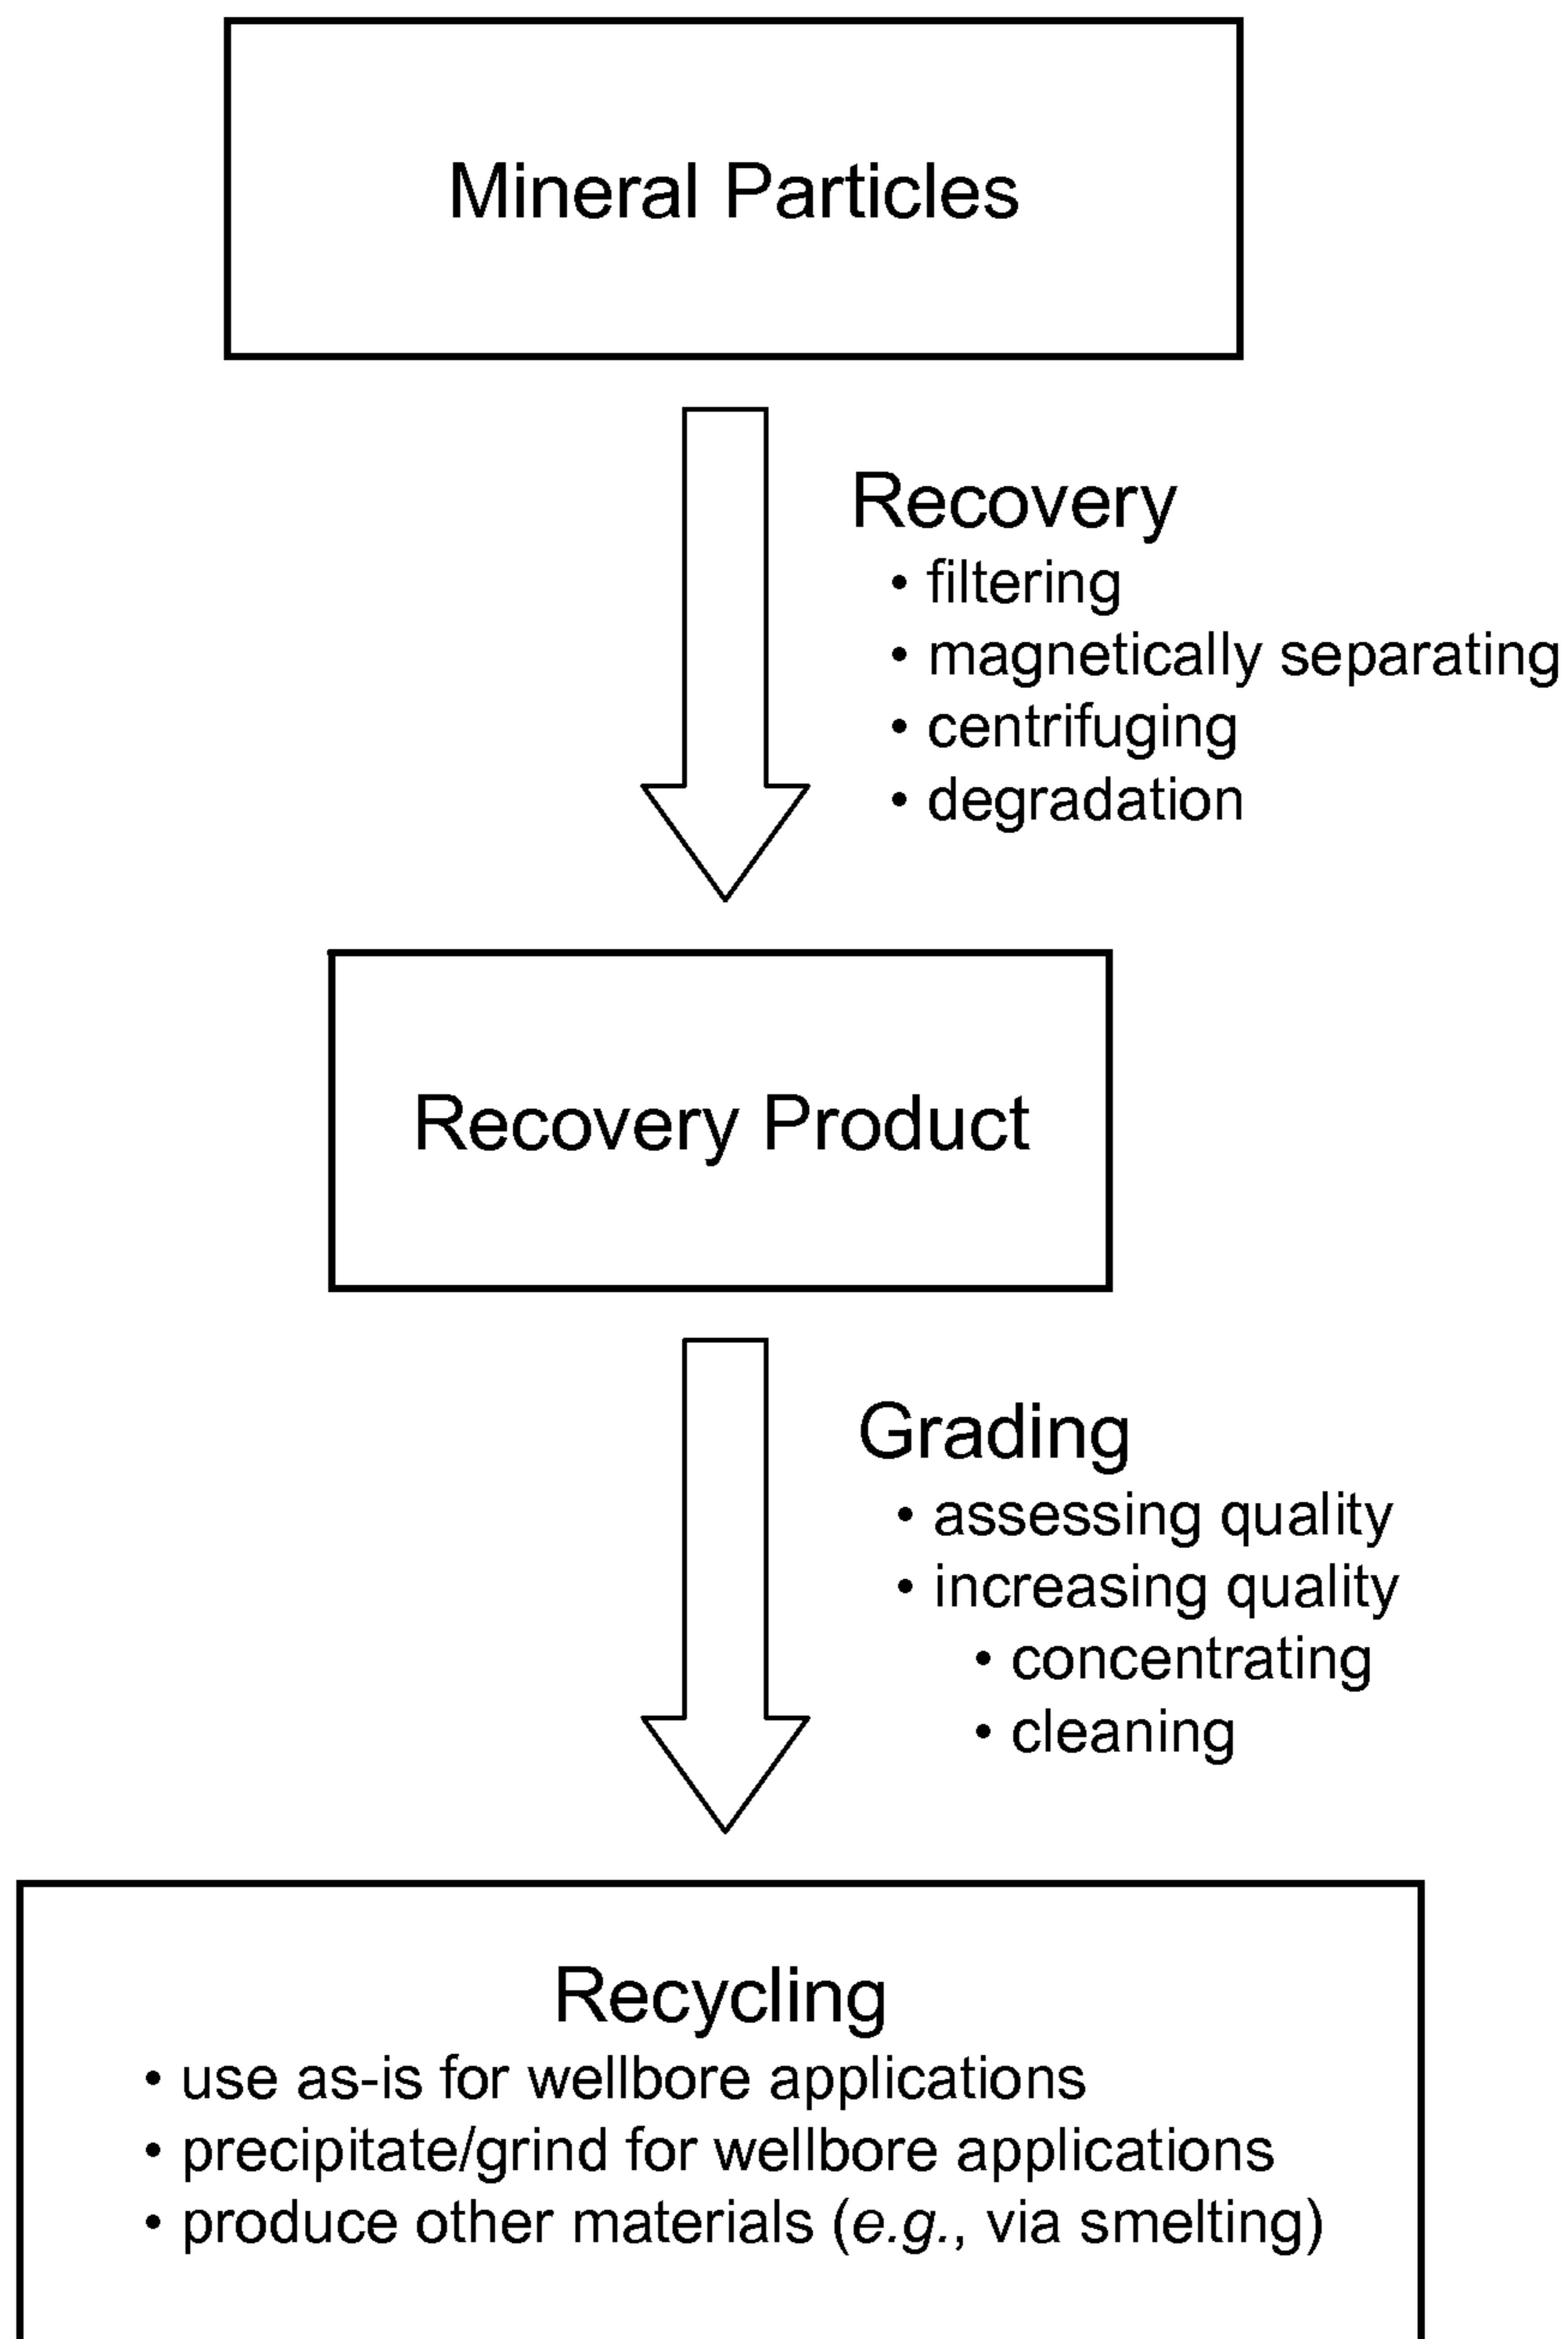 Mineral Particles
Recovery
• filtering
• magnetically separating
• centrifuging
• degradation
Recovery Product
Grading
• assessing quality
• increasing quality
• concentrating
• cleaning
Recycling
• use as-is for wellbore applications
• precipitate/grind for wellbore applications
• produce other materials (e.g., via smelting)